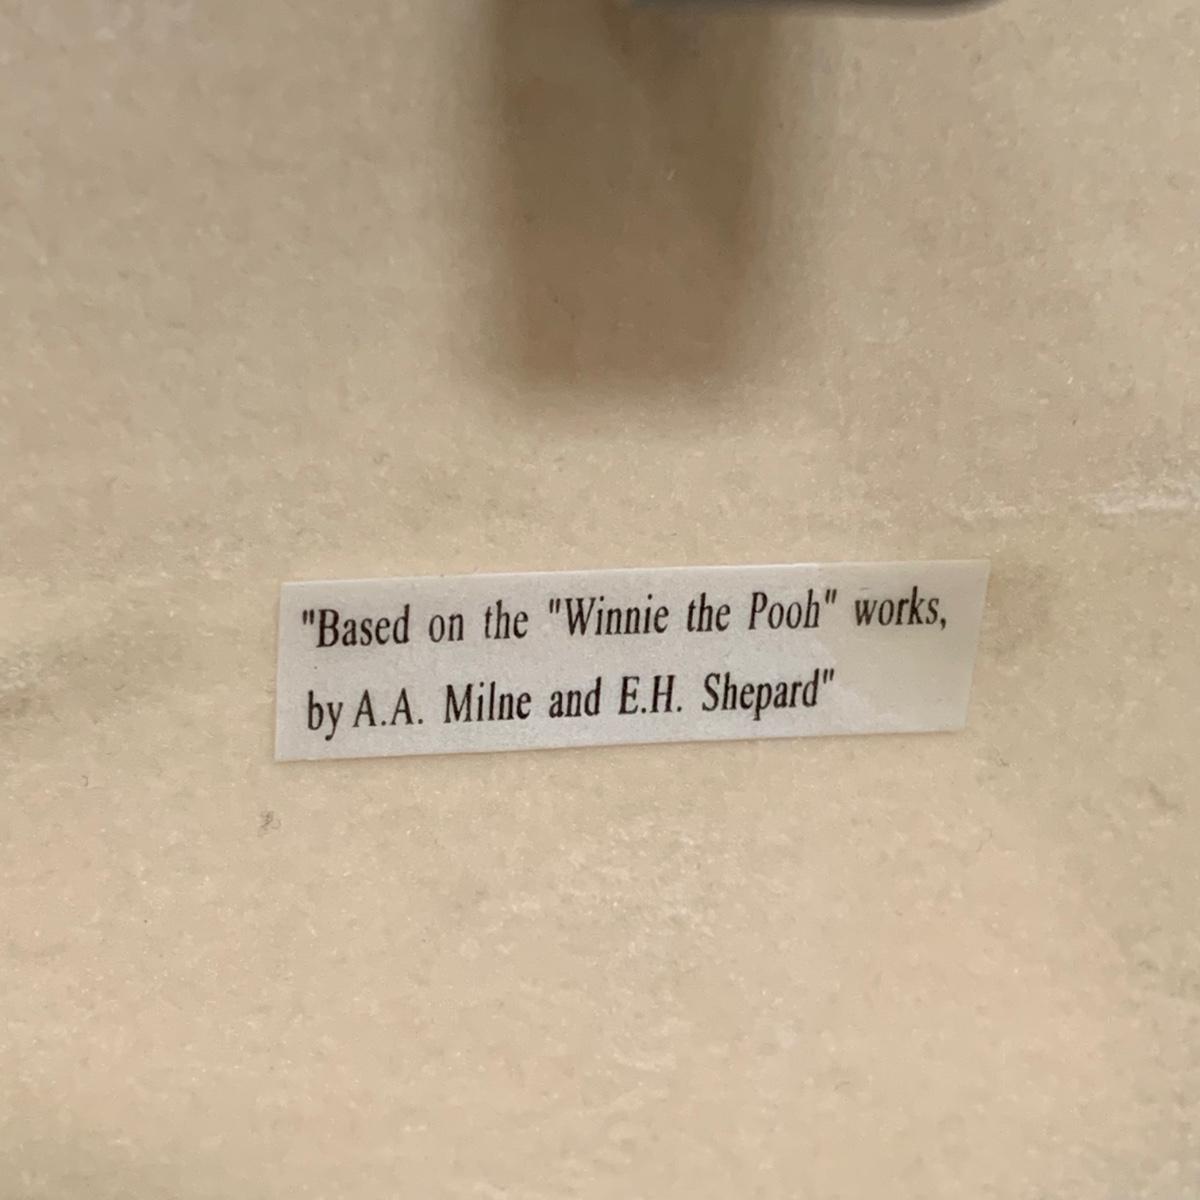 "Based on the "Winnie the Pooh" works,
by A.A. Milne and E.H. Shepard"